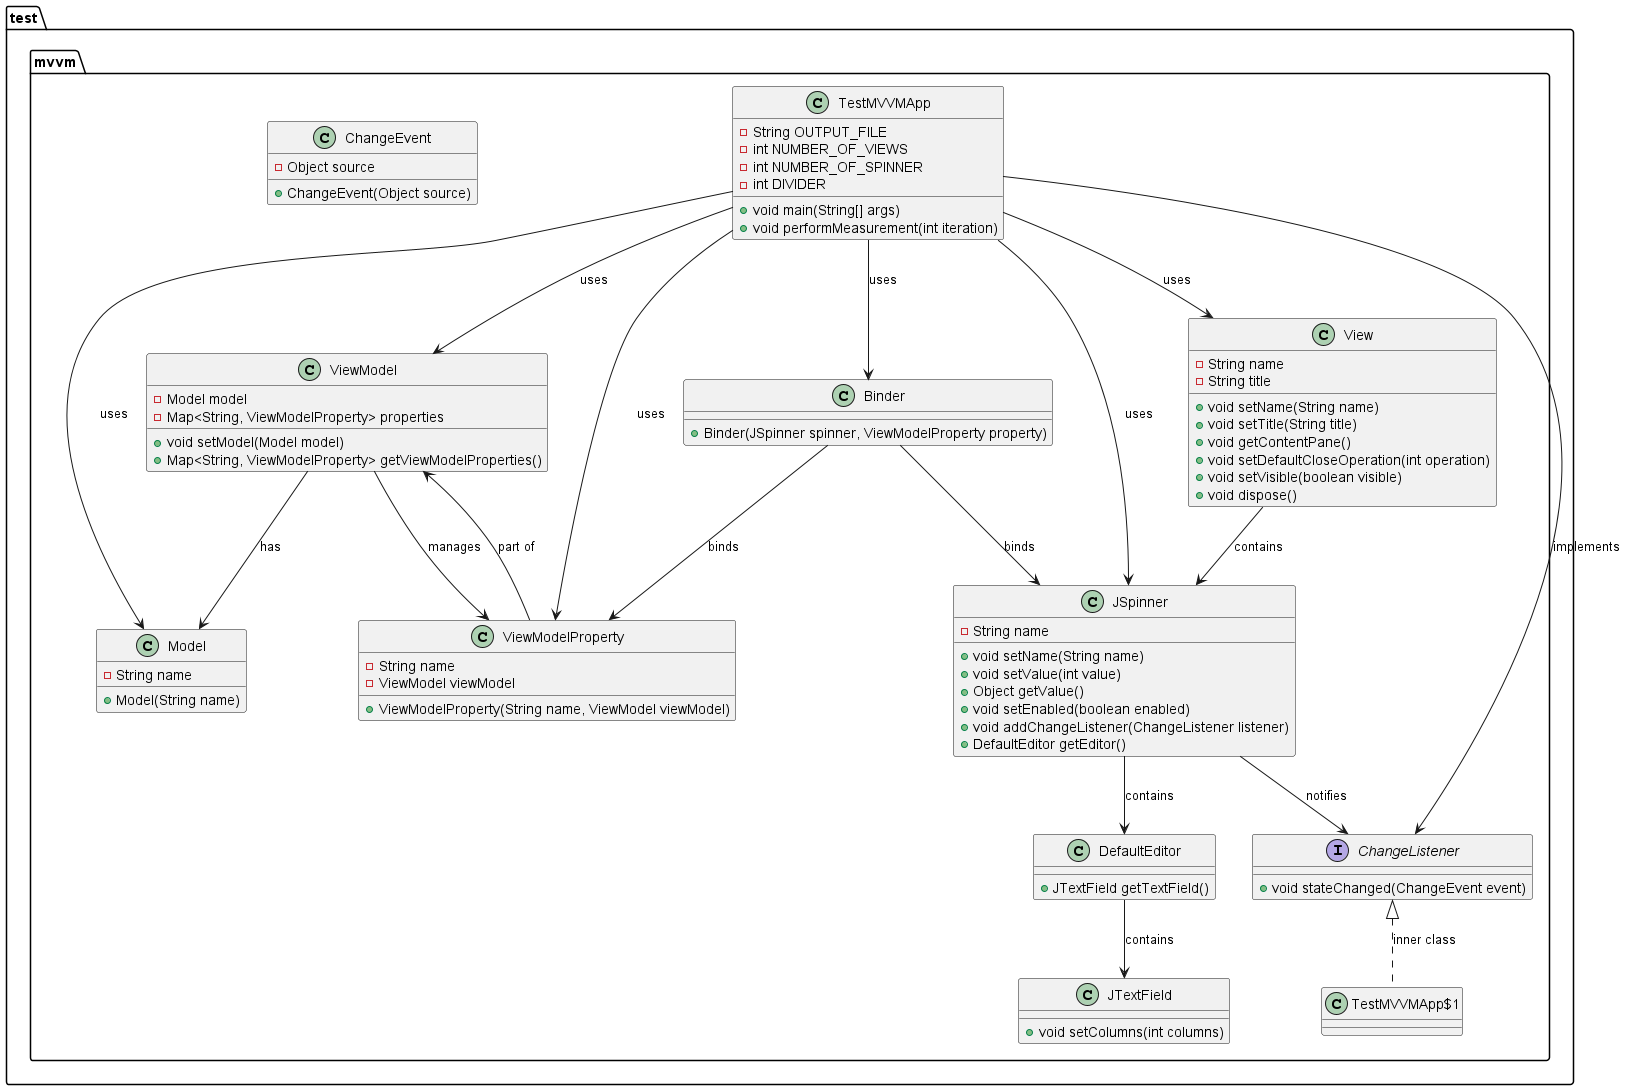 test
mvvm
C TestMVVMApp
String OUTPUT_FILE
int NUMBER_OF_VIEWS
int NUMBER_OF_SPINNER
int DIVIDER
void main(String[] args)
void performMeasurement(int iteration)
C ChangeEvent
Object source
ChangeEvent(Object source)
uses
uses
uses
C View
String name
String title
void setName(String name)
void setTitle(String title)
void getContentPane()
void setDefaultCloseOperation(int operation)
void setVisible(boolean visible)
void dispose()
C ViewModel
Model model
Map<String, ViewModelProperty> properties
void setModel(Model model)
Map<String, ViewModelProperty> getViewModelProperties()
C Binder
Binder(JSpinner spinner, ViewModelProperty property)
uses
uses
uses
has
manages
part of
binds
binds
contains
implements
C Model
String name
Model(String name)
C ViewModelProperty
String name
ViewModel viewModel
ViewModelProperty(String name, ViewModel viewModel)
C JSpinner
String name
void setName(String name)
void setValue(int value)
Object getValue()
void setEnabled(boolean enabled)
void addChangeListener(ChangeListener listener)
DefaultEditor getEditor()
contains
notifies
C DefaultEditor
JTextField getTextField()
I ChangeListener
void stateChanged(ChangeEvent event)
contains
inner class
C JTextField
void setColumns(int columns)
C TestMVVMApp$1